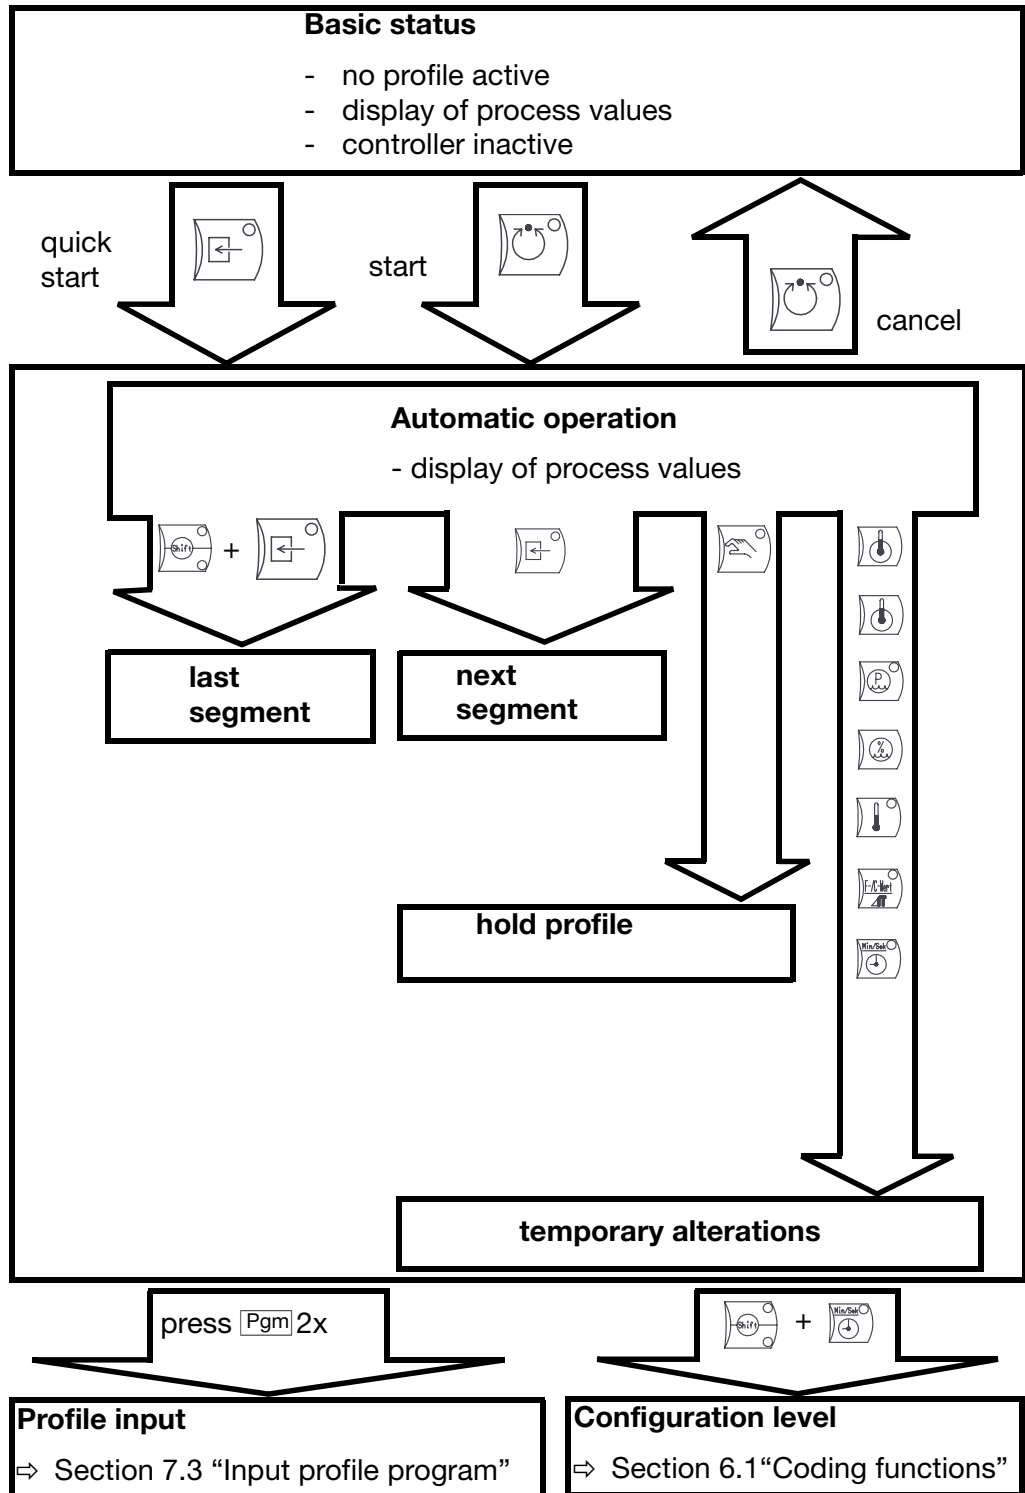 Basic status
- no profile active
- display of process values
- controller inactive
quick
start
start
cancel
Automatic operation
- display of process values
Shift
+
last
segment
next
segment
P
%
F-/C-Wert
Min/Sek
hold profile
temporary alterations
press Pgm 2x
Shift + Min/Sek
Profile input
⇨ Section 7.3 “Input profile program”
Configuration level
⇨ Section 6.1“Coding functions”